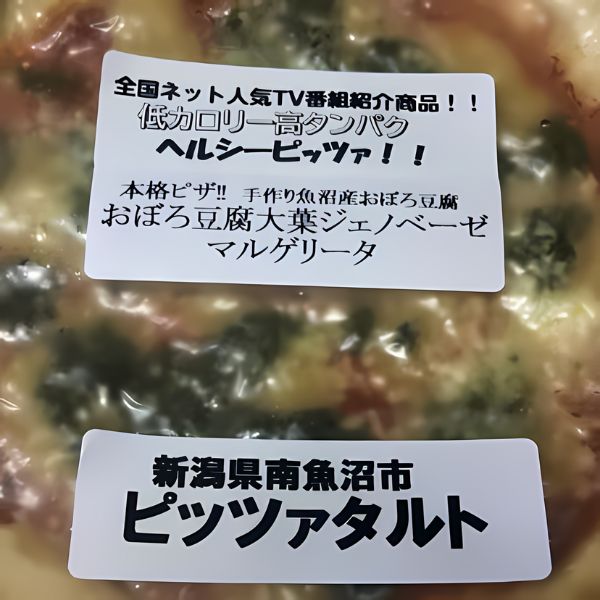 全国ネット人気TV番組紹介商品！！
低カロリー高タンパク
ヘルシーピッツァ！！
本格ピザ!! 手作り魚沼産おぼろ豆腐
おぼろ豆腐大葉ジェノベーゼ
マルゲリータ
新潟県南魚沼市
ピッツァタルト